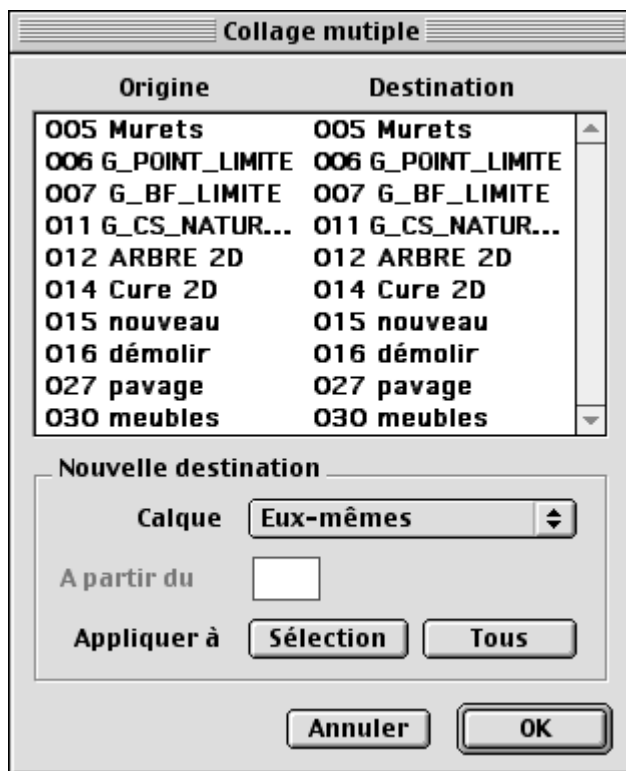 Collage mutiple
Origine Destination
005 Murets 005 Murets
006 G_POINT_LIMITE 006 G_POINT_LIMITE
007 G_BF_LIMITE 007 G_BF_LIMITE
011 G_CS_NATUR... 011 G_CS_NATUR...
012 ARBRE 2D 012 ARBRE 2D
014 Cure 2D 014 Cure 2D
015 nouveau 015 nouveau
016 démolir 016 démolir
027 pavage 027 pavage
030 meubles 030 meubles
Nouvelle destination
Calque Eux-mêmes
A partir du
Appliquer à Sélection Tous
Annuler OK